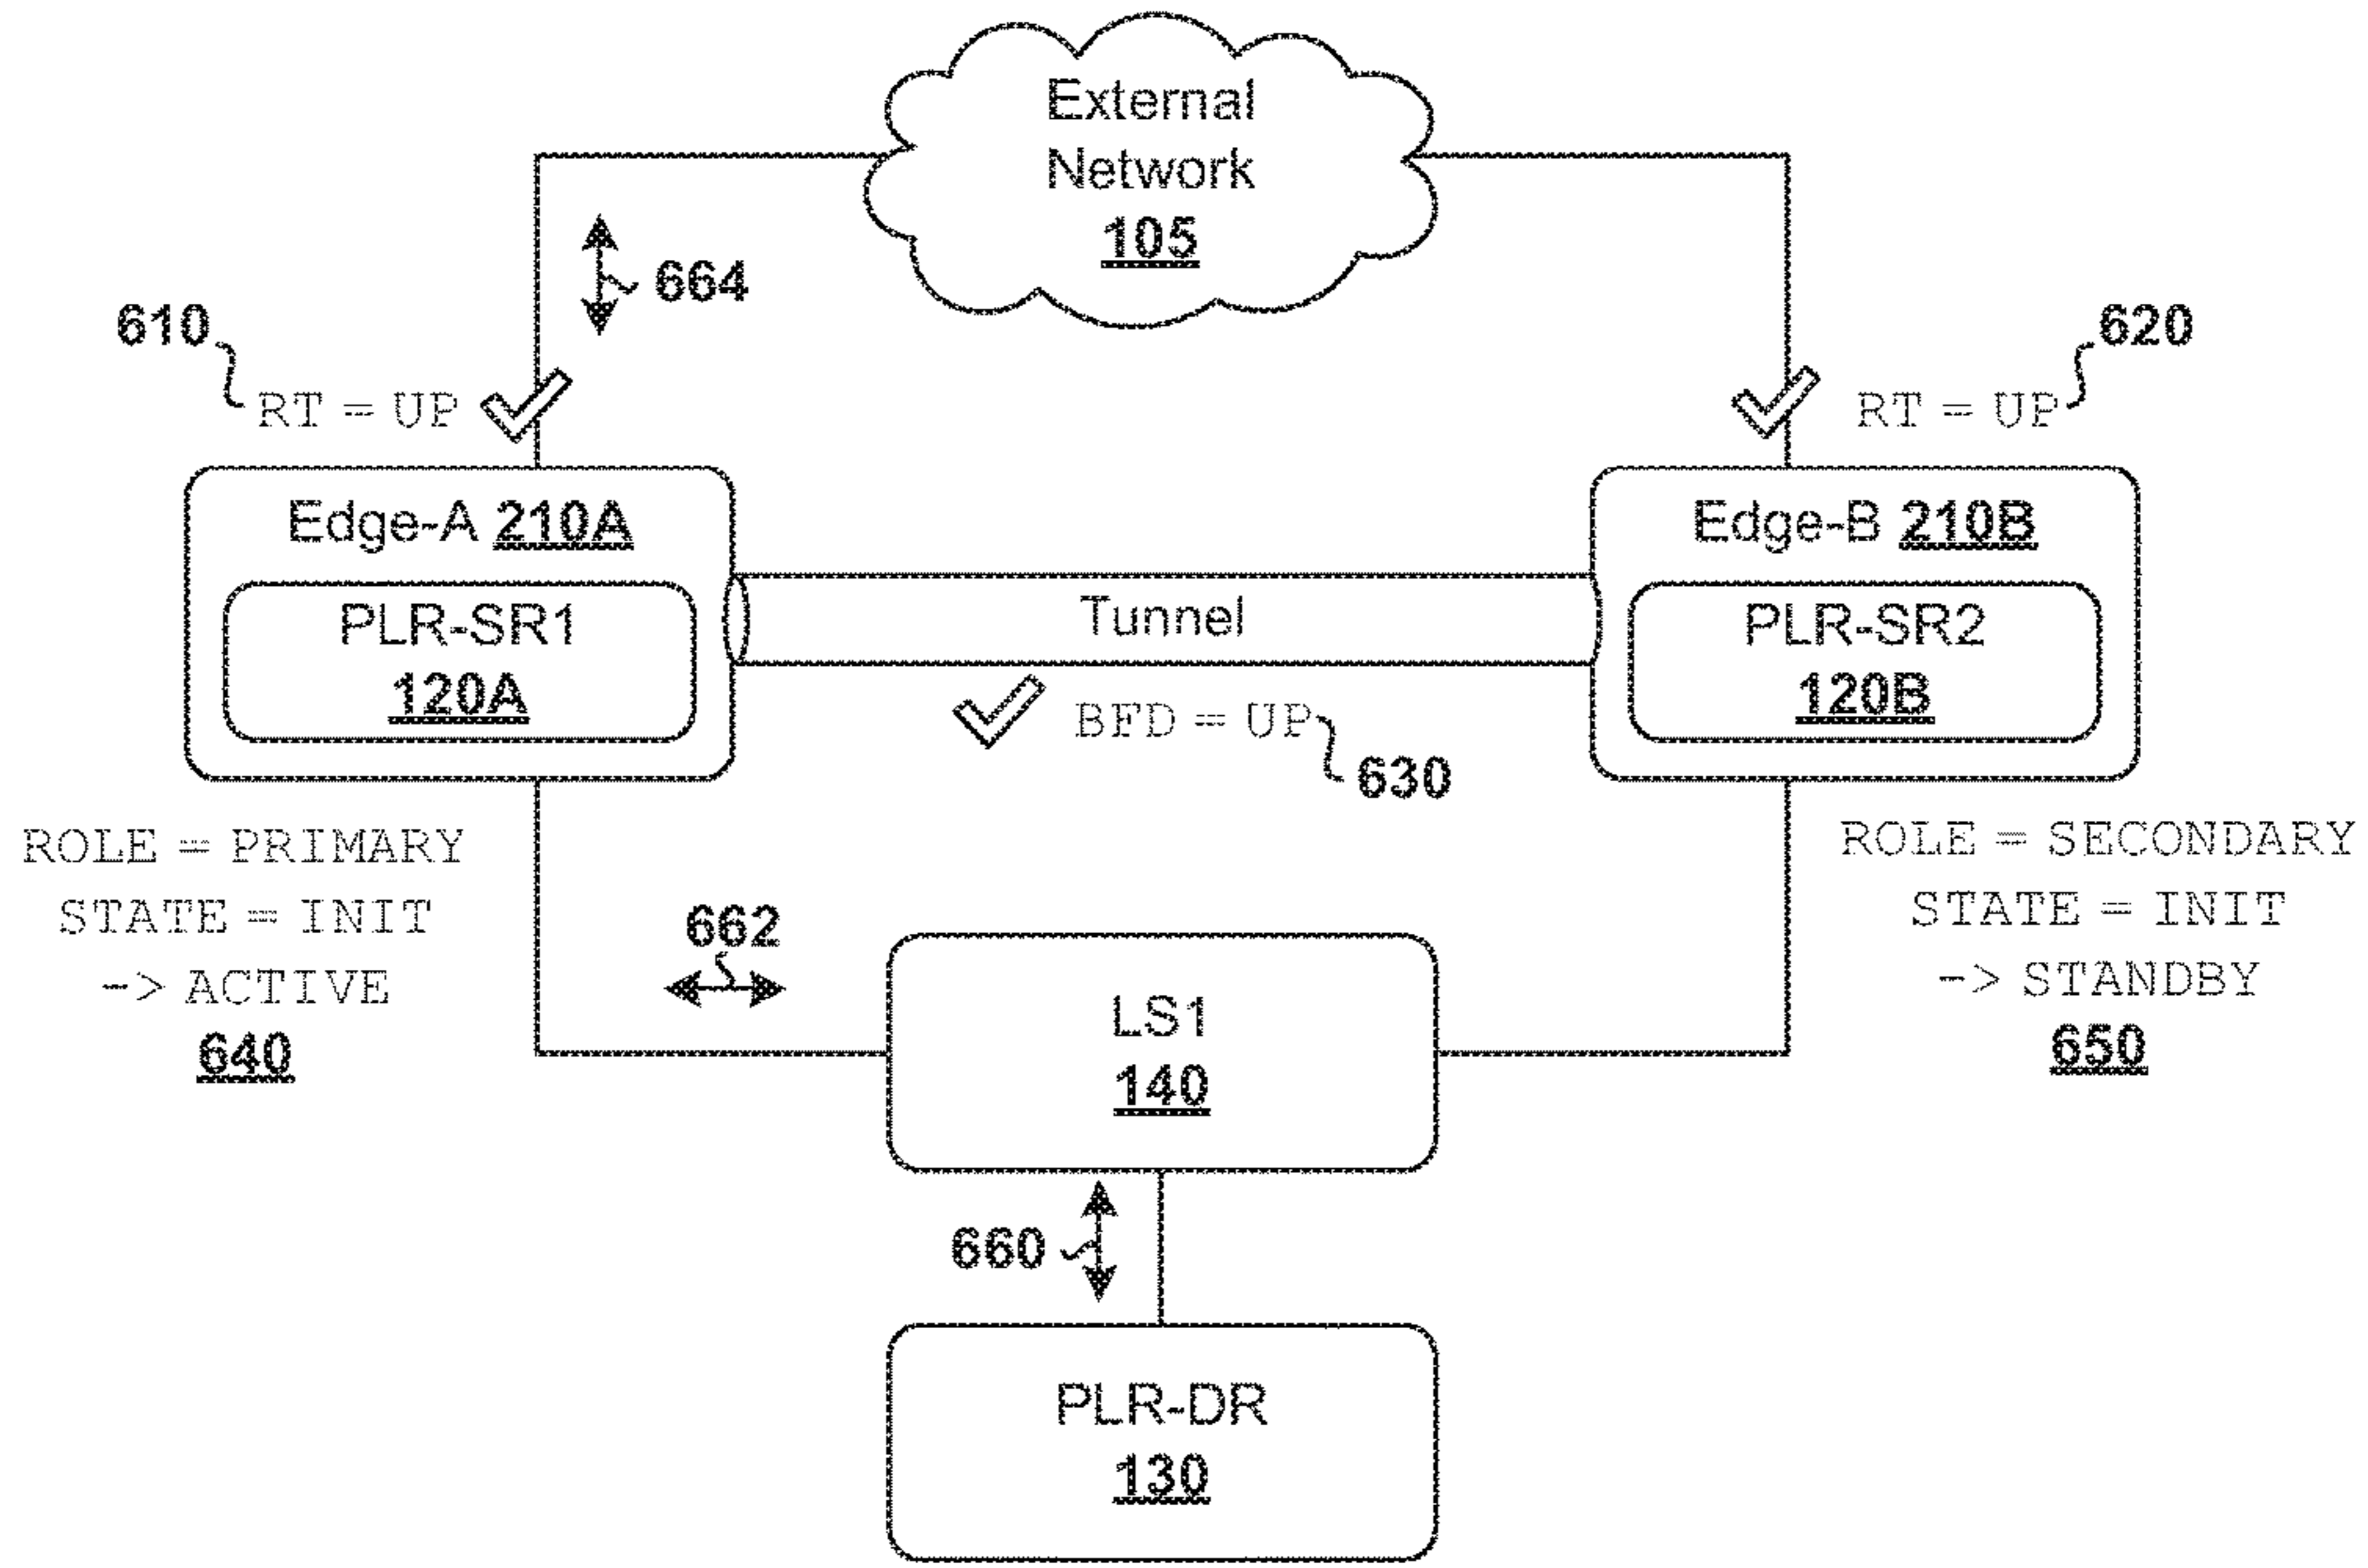 External
Network
105
664
610
620
RT = UP
RT = UP
Edge-A 210A
Edge-B 210B
PLR-SR1
120A
Tunnel
PLR-SR2
120B
BFD = UP
630
ROLE = PRIMARY
STATE = INIT
-> ACTIVE
640
ROLE = SECONDARY
STATE = INIT
-> STANDBY
650
662
LS1
140
660
PLR-DR
130